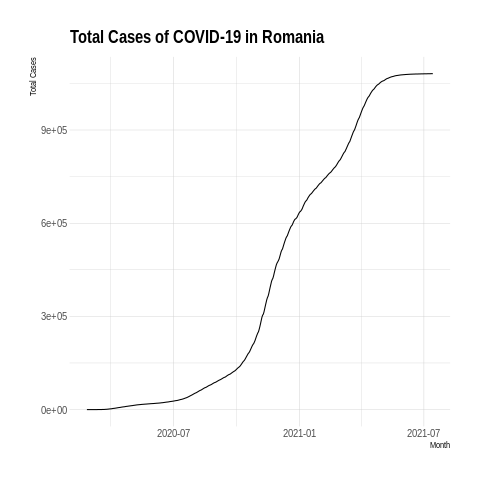 Total Cases of COVID-19 in Romania
Total Cases
9e+05
6e+05
3e+05
0e+00
2020-07
2021-01
2021-07
Month